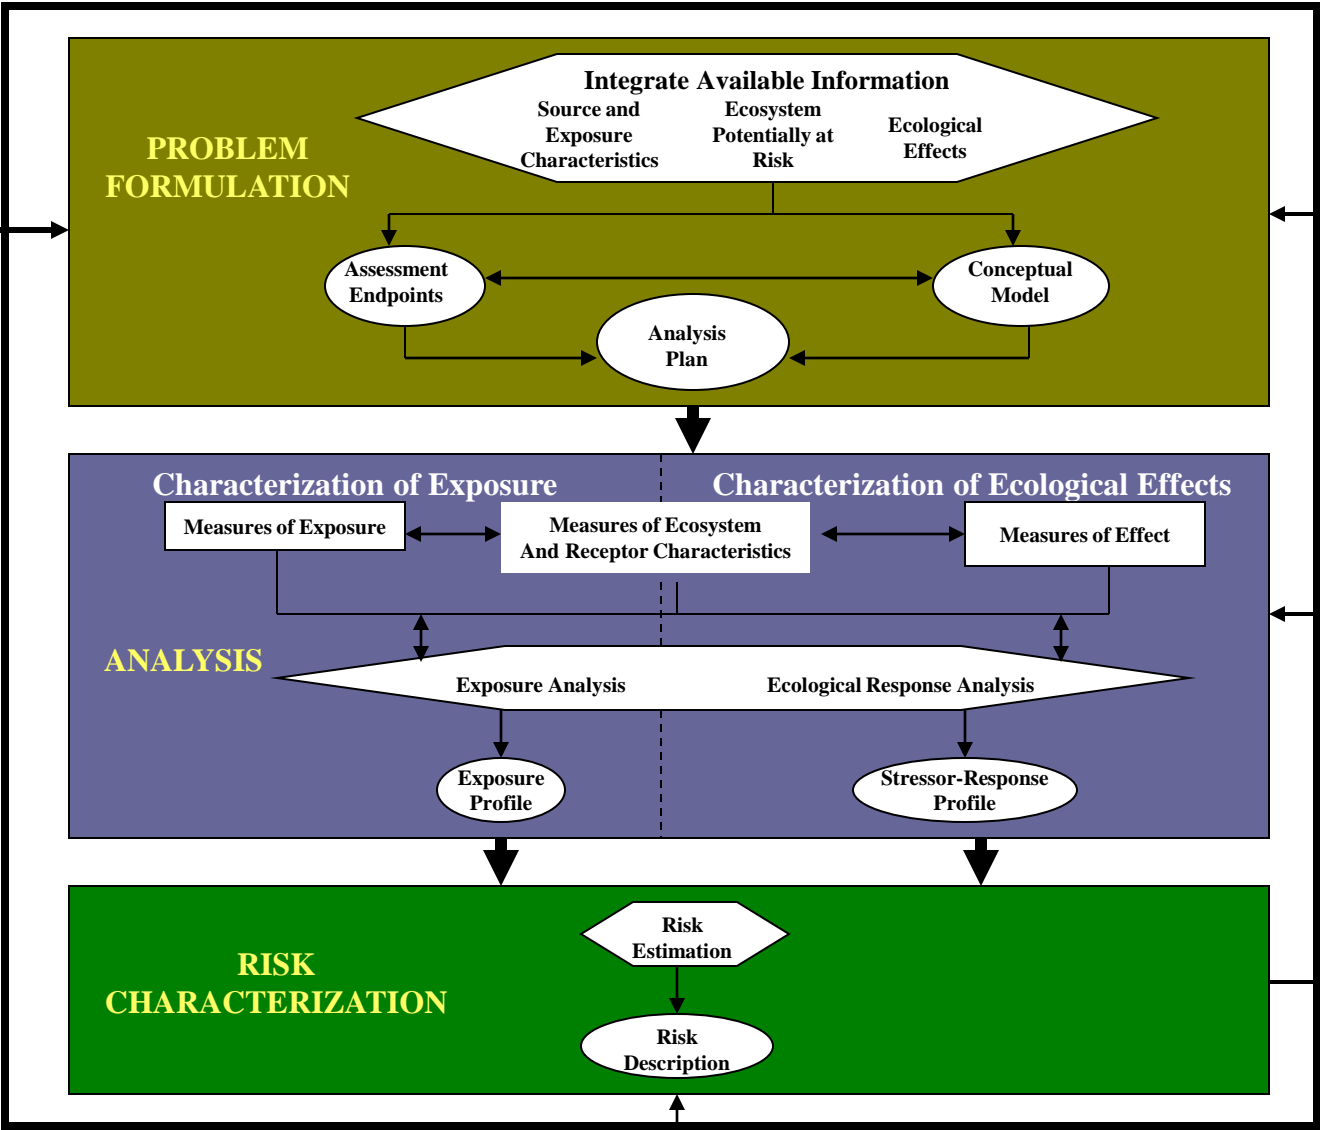 Integrate Available Information
Source and
Exposure
Characteristics
Ecosystem
Potentially at
Risk
Ecological
Effects
PROBLEM
FORMULATION
Assessment
Endpoints
Conceptual
Model
Analysis
Plan
Characterization of Exposure
Characterization of Ecological Effects
Measures of Exposure
Measures of Ecosystem
And Receptor Characteristics
Measures of Effect
ANALYSIS
Exposure Analysis
Ecological Response Analysis
Exposure
Profile
Stressor-Response
Profile
RISK
CHARACTERIZATION
Risk
Estimation
Risk
Description